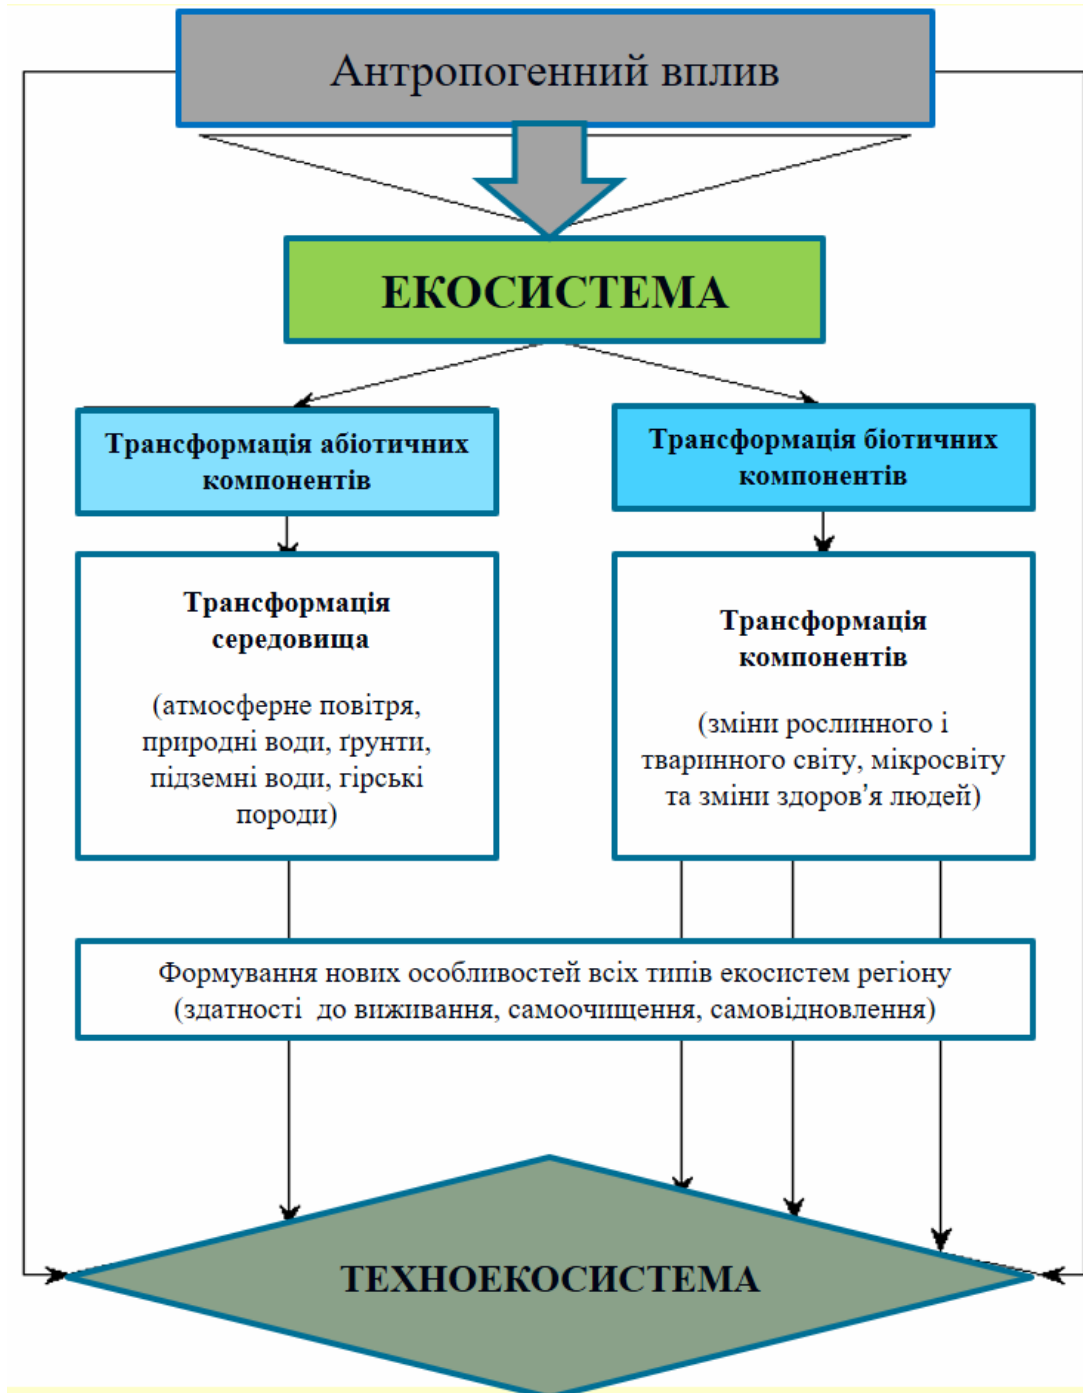 Антропогенний вплив
ЕКОСИСТЕМА
Трансформація абіотичних
компонентів
Трансформація біотичних
компонентів
Трансформація
середовища
(атмосферне повітря,
природні води, ґрунти,
підземні води, гірські
породи)
Трансформація
компонентів
(зміни рослинного і
тваринного світу, мікросвіту
та зміни здоров'я людей)
Формування нових особливостей всіх типів екосистем регіону
(здатності до виживання, самоочищення, самовідновлення)
ТЕХНОЕКОСИСТЕМА